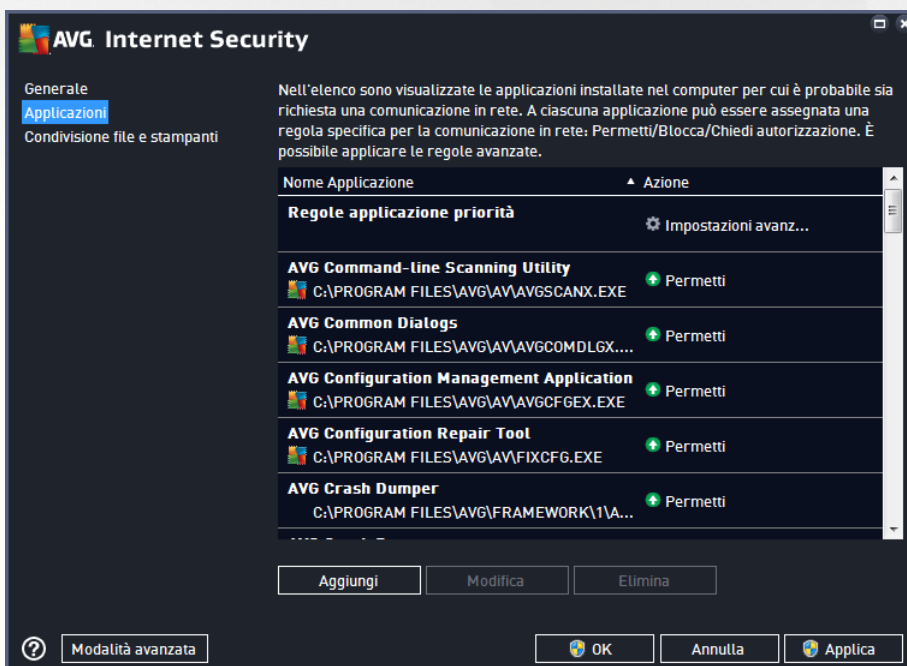 AVG Internet Security
Generale
Applicazioni
Condivisione file e stampanti
Nell'elenco sono visualizzate le applicazioni installate nel computer per cui è probabile sia
richiesta una comunicazione in rete. A ciascuna applicazione può essere assegnata una
regola specifica per la comunicazione in rete: Permetti/Blocca/Chiedi autorizzazione. È
possibile applicare le regole avanzate.
Nome Applicazione Azione
Regole applicazione priorità
Impostazioni avanz...
AVG Command-line Scanning Utility
C:\PROGRAM FILES\AVG\AV\AVGSCANX.EXE
Permetti
AVG Common Dialogs
C:\PROGRAM FILES\AVG\AV\AVGCOMDLGX....
Permetti
AVG Configuration Management Application
C:\PROGRAM FILES\AVG\AV\AVGCFGEX.EXE
Permetti
AVG Configuration Repair Tool
C:\PROGRAM FILES\AVG\AV\FIXCFG.EXE
Permetti
AVG Crash Dumper
C:\PROGRAM FILES\AVG\FRAMEWORK\1\A...
Permetti
Aggiungi Modifica Elimina
? Modalità avanzata OK Annulla Applica